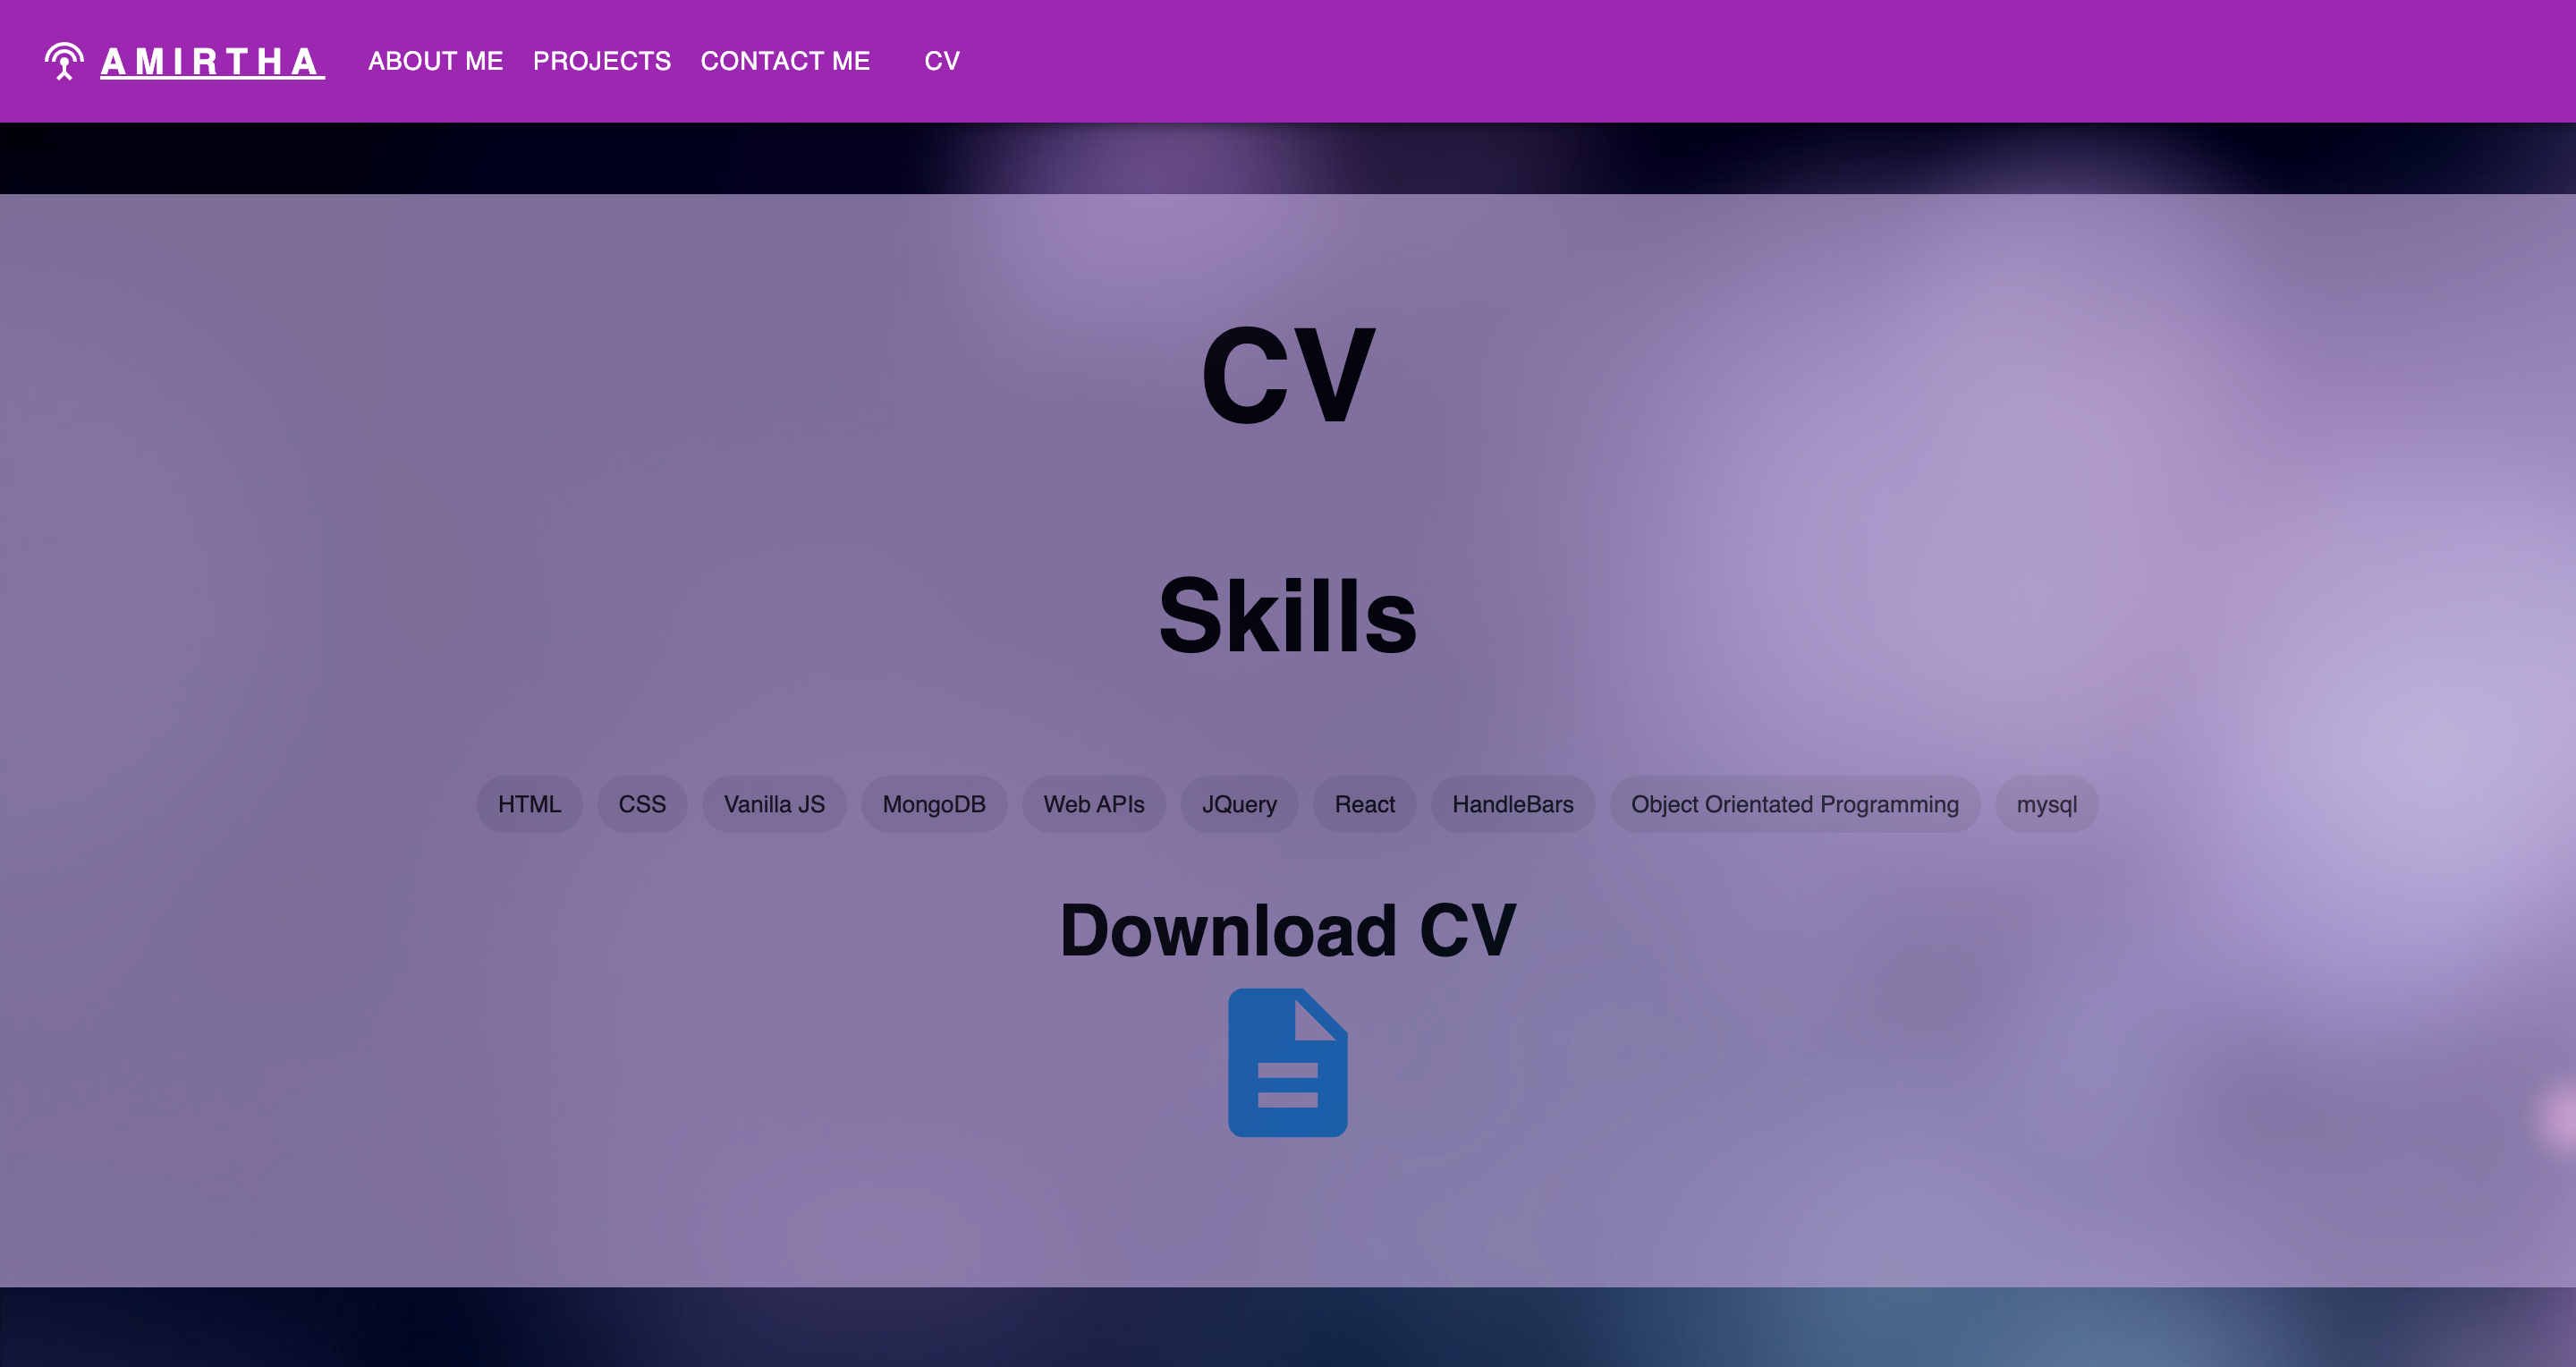 AMIRTHA ABOUT ME PROJECTS CONTACT ME CV
CV
Skills
HTML CSS Vanilla JS MongoDB Web APIs JQuery React HandleBars Object Orientated Programming mysql
Download CV